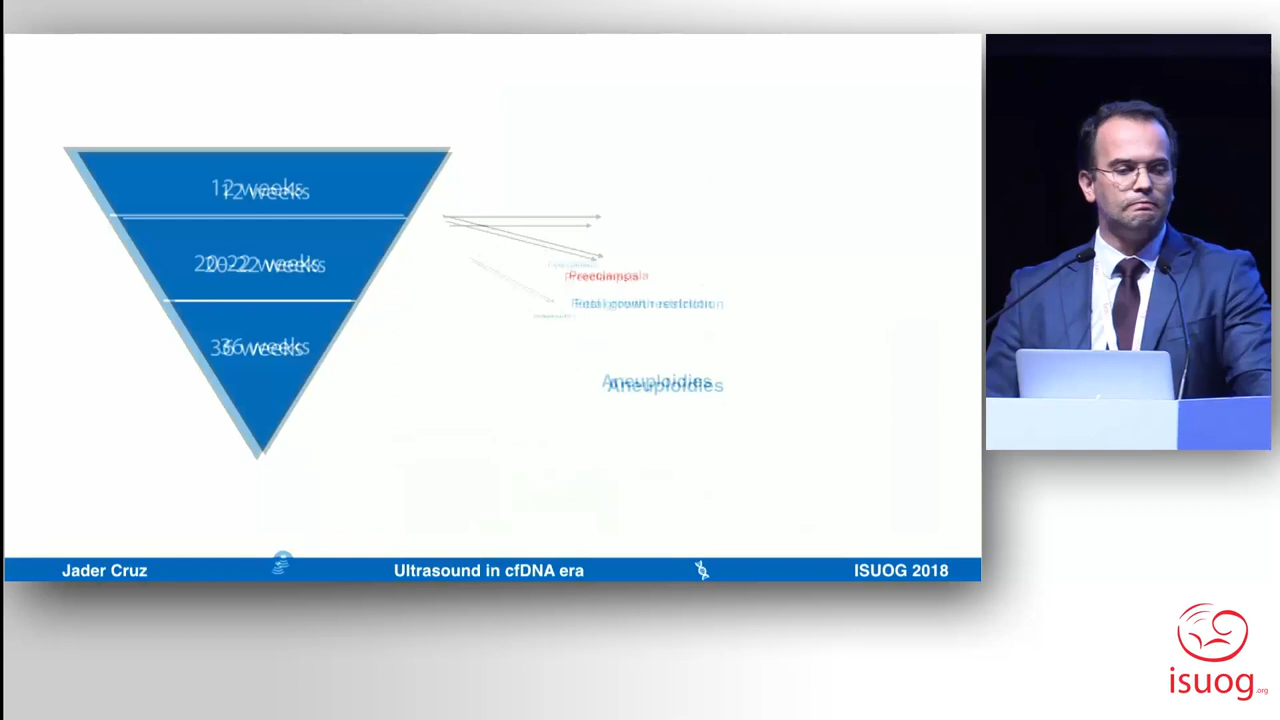 12 weeks
20-22 weeks
36 weeks
Preeclampsia
Fetal growth restriction
Aneuploidies
Jader Cruz
Ultrasound in cfDNA era
ISUOG 2018
isuog.org